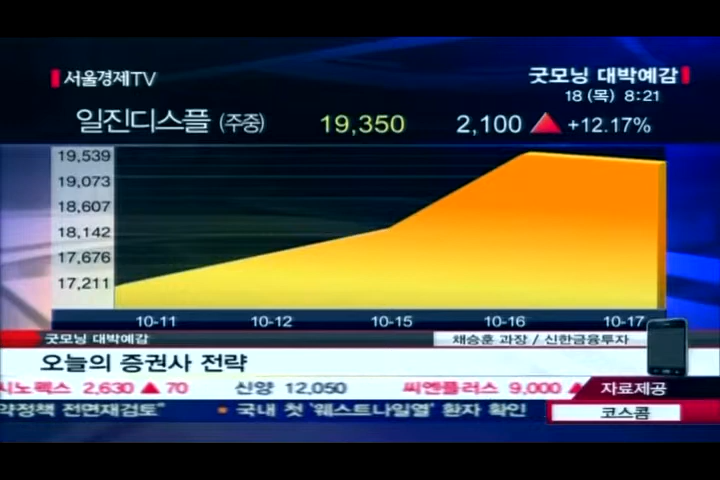 서울경제TV
굿모닝 대박예감
18 (목) 8:21
일진디스플 (주중) 19,350 2,100 ▲ +12.17%
19,539
19,073
18,607
18,142
17,676
17,211
10-11 10-12 10-15 10-16 10-17
굿모닝 대박예감
채승훈 과장 / 신한금융투자
오늘의 증권사 전략
시노펙스 2,630 ▲ 70 신양 12,050 씨엔플러스 9,000 ▲
자료제공
약정책 전면재검토" ▪ 국내 첫 '웨스트나일열' 환자 확인
코스콤